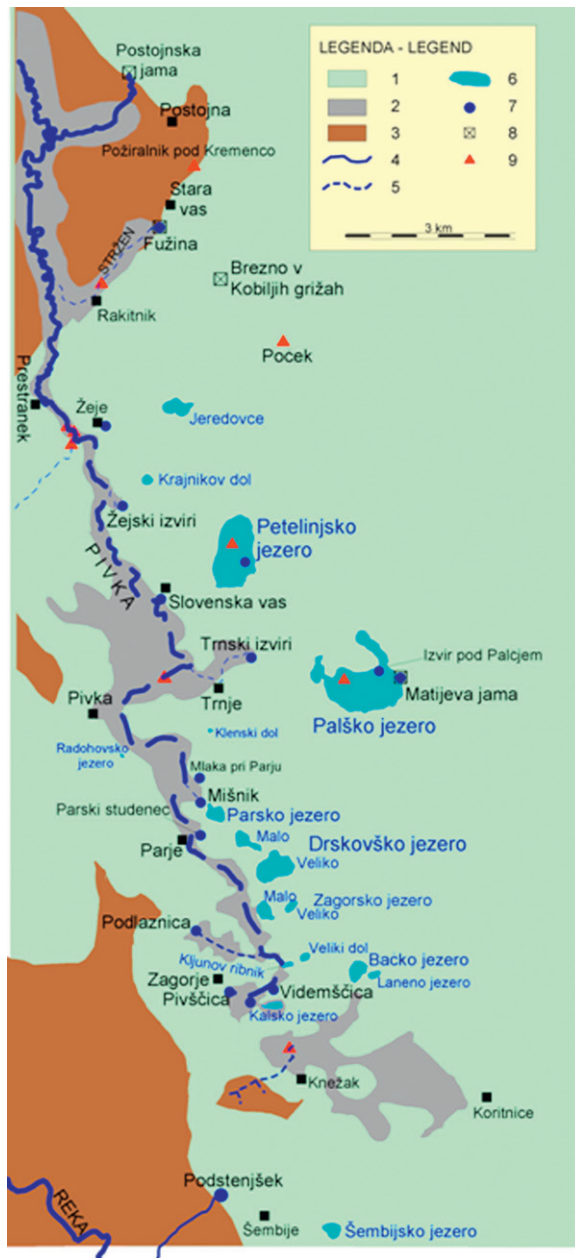 Postojnska
jama
Postojna
Požiralnik pod Kremenco
Stara
vas
Fužina
STRŽEN
Rakitnik
Brezno v
Kobiljih grižah
Pocek
Prestranek
Žeje
Jeredovce
Krajnikov dol
Žejski izviri
Petelinjsko
jezero
PIVKA
Slovenska vas
Trnski izviri
Izvir pod Palcjem
Matijeva jama
Trnje
Palško jezero
Pivka
Klenski dol
Radohovsko
jezero
Mlaka pri Parju
Mišnik
Parski studenec
Parsko jezero
Malo
Drskovško jezero
Parje
Veliko
Malo
Zagorsko jezero
Veliko
Podlaznica
Kljunov ribnik
Veliki dol
Bačko jezero
Zagorje
Laneno jezero
Pivščica
Videmščica
Kalsko jezero
Knežak
Koritnice
Podstenjšek
REKA
Šembije
Šembijsko jezero
LEGENDA - LEGEND
1
2
3
4
5
6
7
8
9
3 km